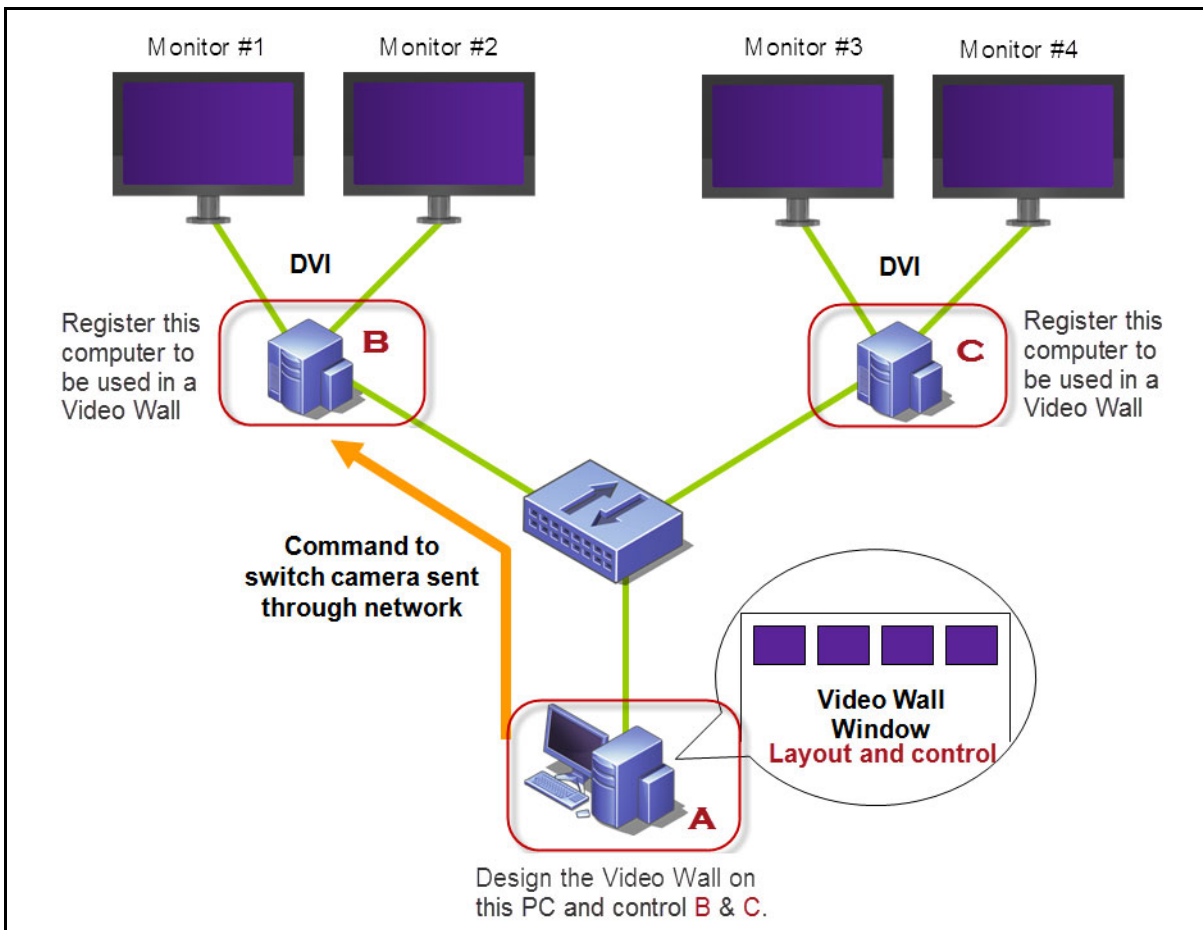 Monitor #1
Monitor #2
Monitor #3
Monitor #4
DVI
DVI
Register this
computer to
be used in a
Video Wall
B
C
Register this
computer to
be used in a
Video Wall
Command to
switch camera sent
through network
Video Wall
Window
Layout and control
A
Design the Video Wall on
this PC and control B & C.